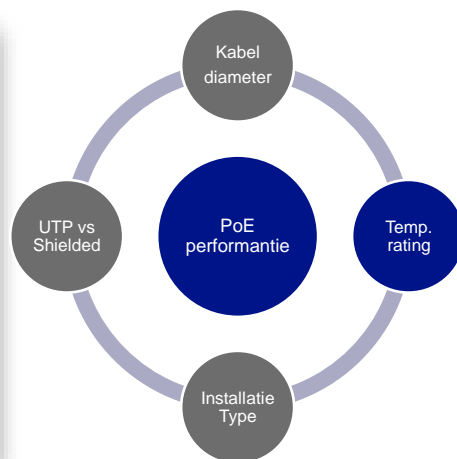 Kabel
diameter
UTP vs
Shielded
PoE
performantie
Temp.
rating
Installatie
Type